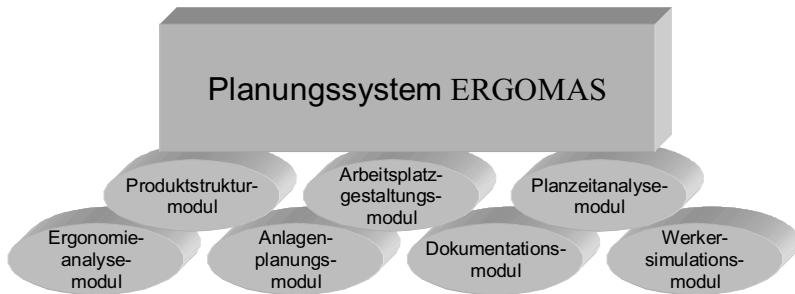 Planungssystem ERGOMAS
Produktstruktur-
modul
Arbeitsplatz-
gestaltungs-
modul
Planzeitanalyse-
modul
Ergonomie-
analyse-
modul
Anlagen-
planungs-
modul
Dokumentations-
modul
Werker-
simulations-
modul